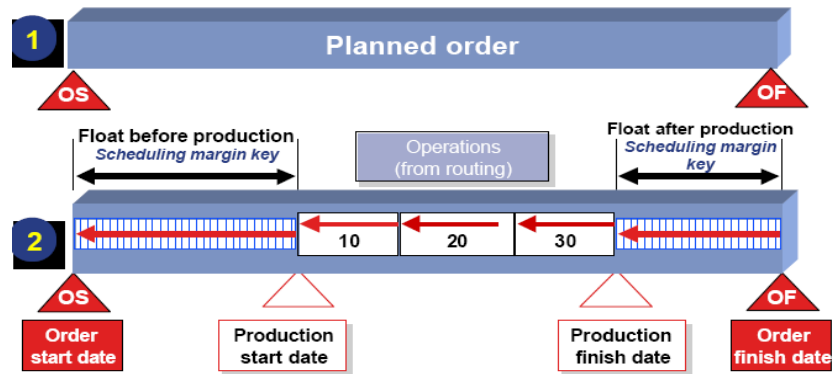 1
Planned order
OS
OF
Float before production
Scheduling margin key
Operations
(from routing)
Float after production
Scheduling margin
key
2
10
20
30
OS
OF
Order
start date
Production
start date
Production
finish date
Order
finish date